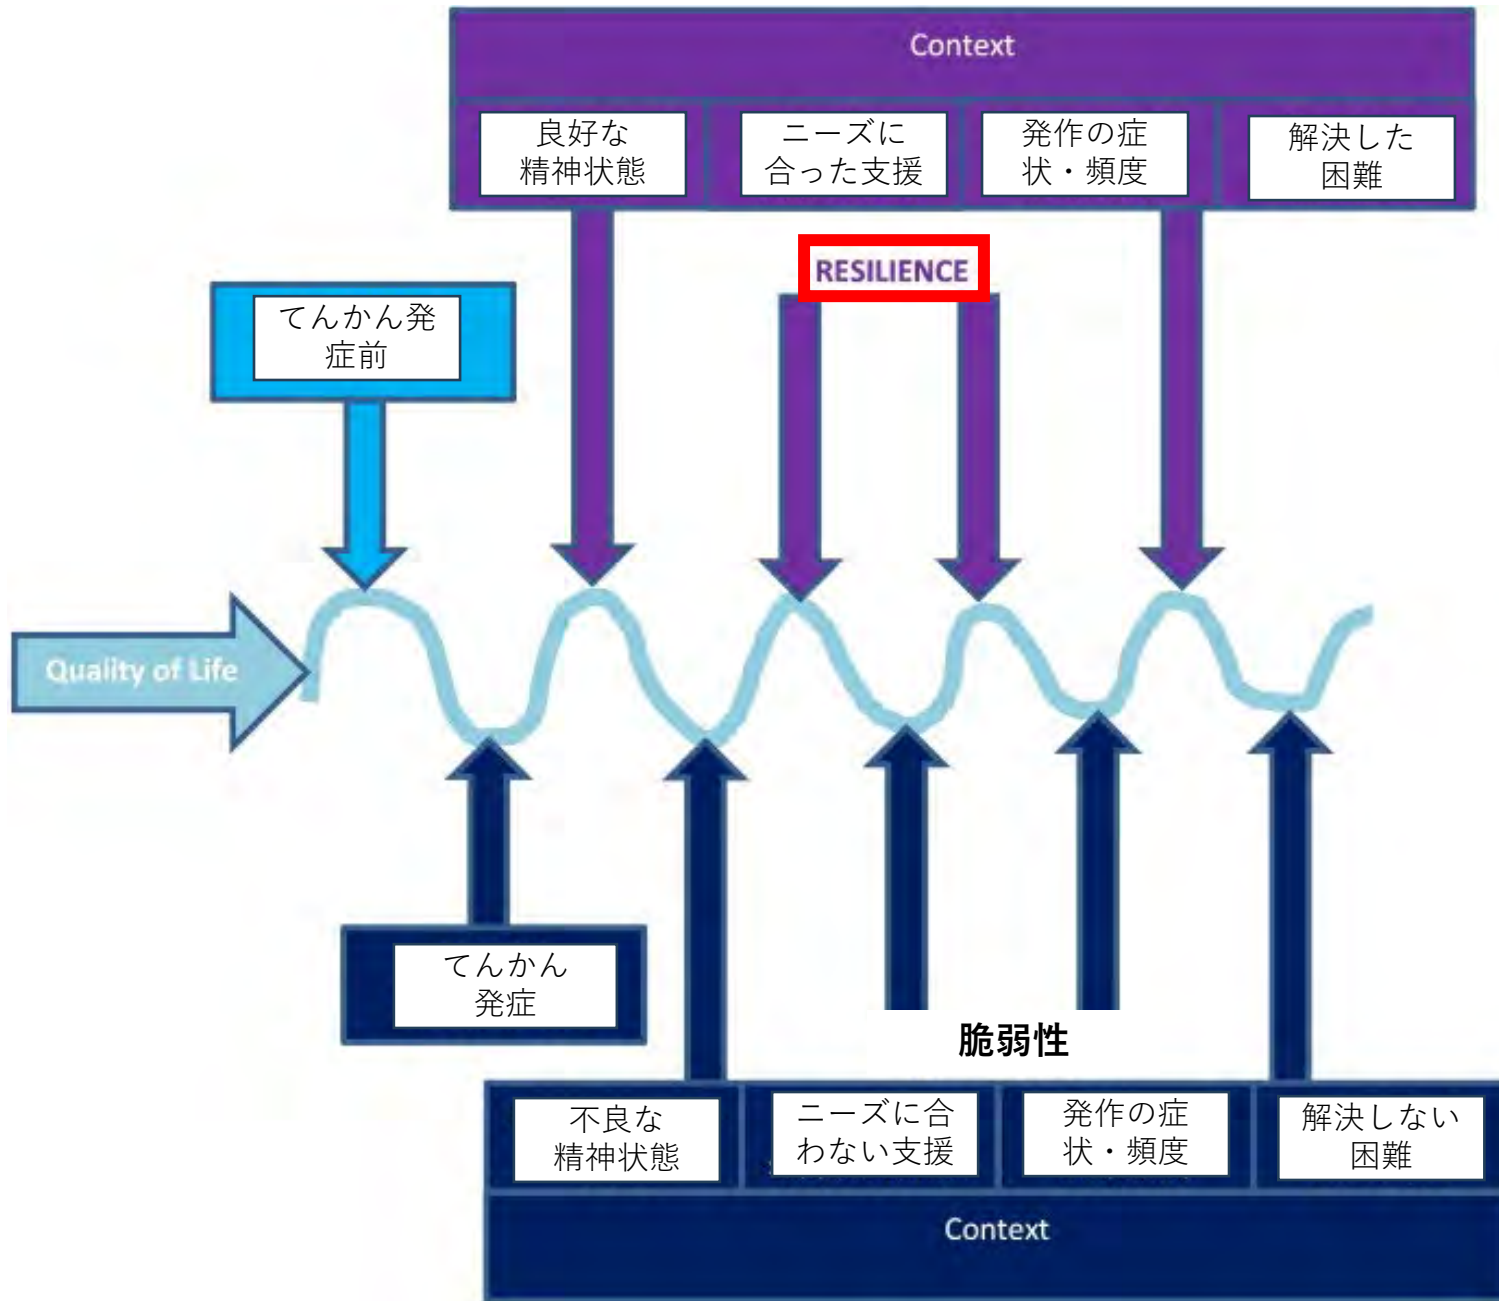 Context
良好な
精神状態
ニーズに
合った支援
発作の症
状・頻度
解決した
困難
RESILIENCE
てんかん発
症前
Quality of Life
てんかん
発症
脆弱性
不良な
精神状態
ニーズに合
わない支援
発作の症
状・頻度
解決しない
困難
Context